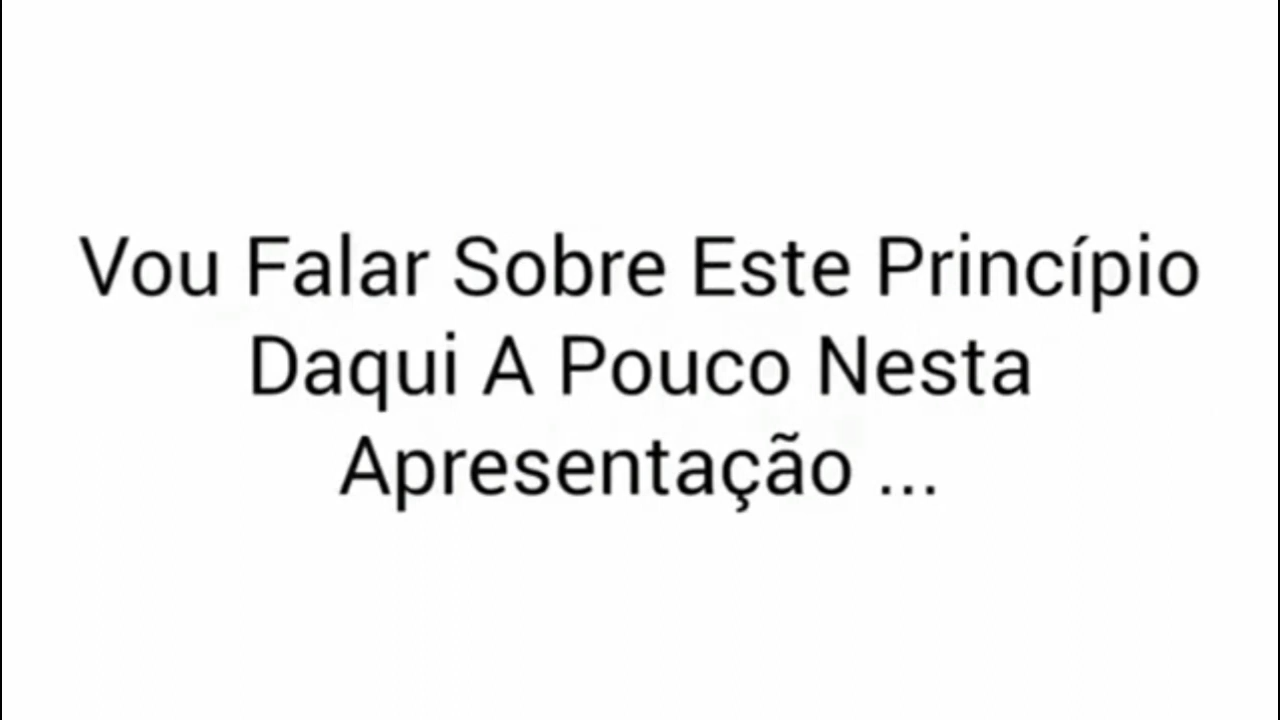 Vou Falar Sobre Este Princípio
Daqui A Pouco Nesta
Apresentação ...